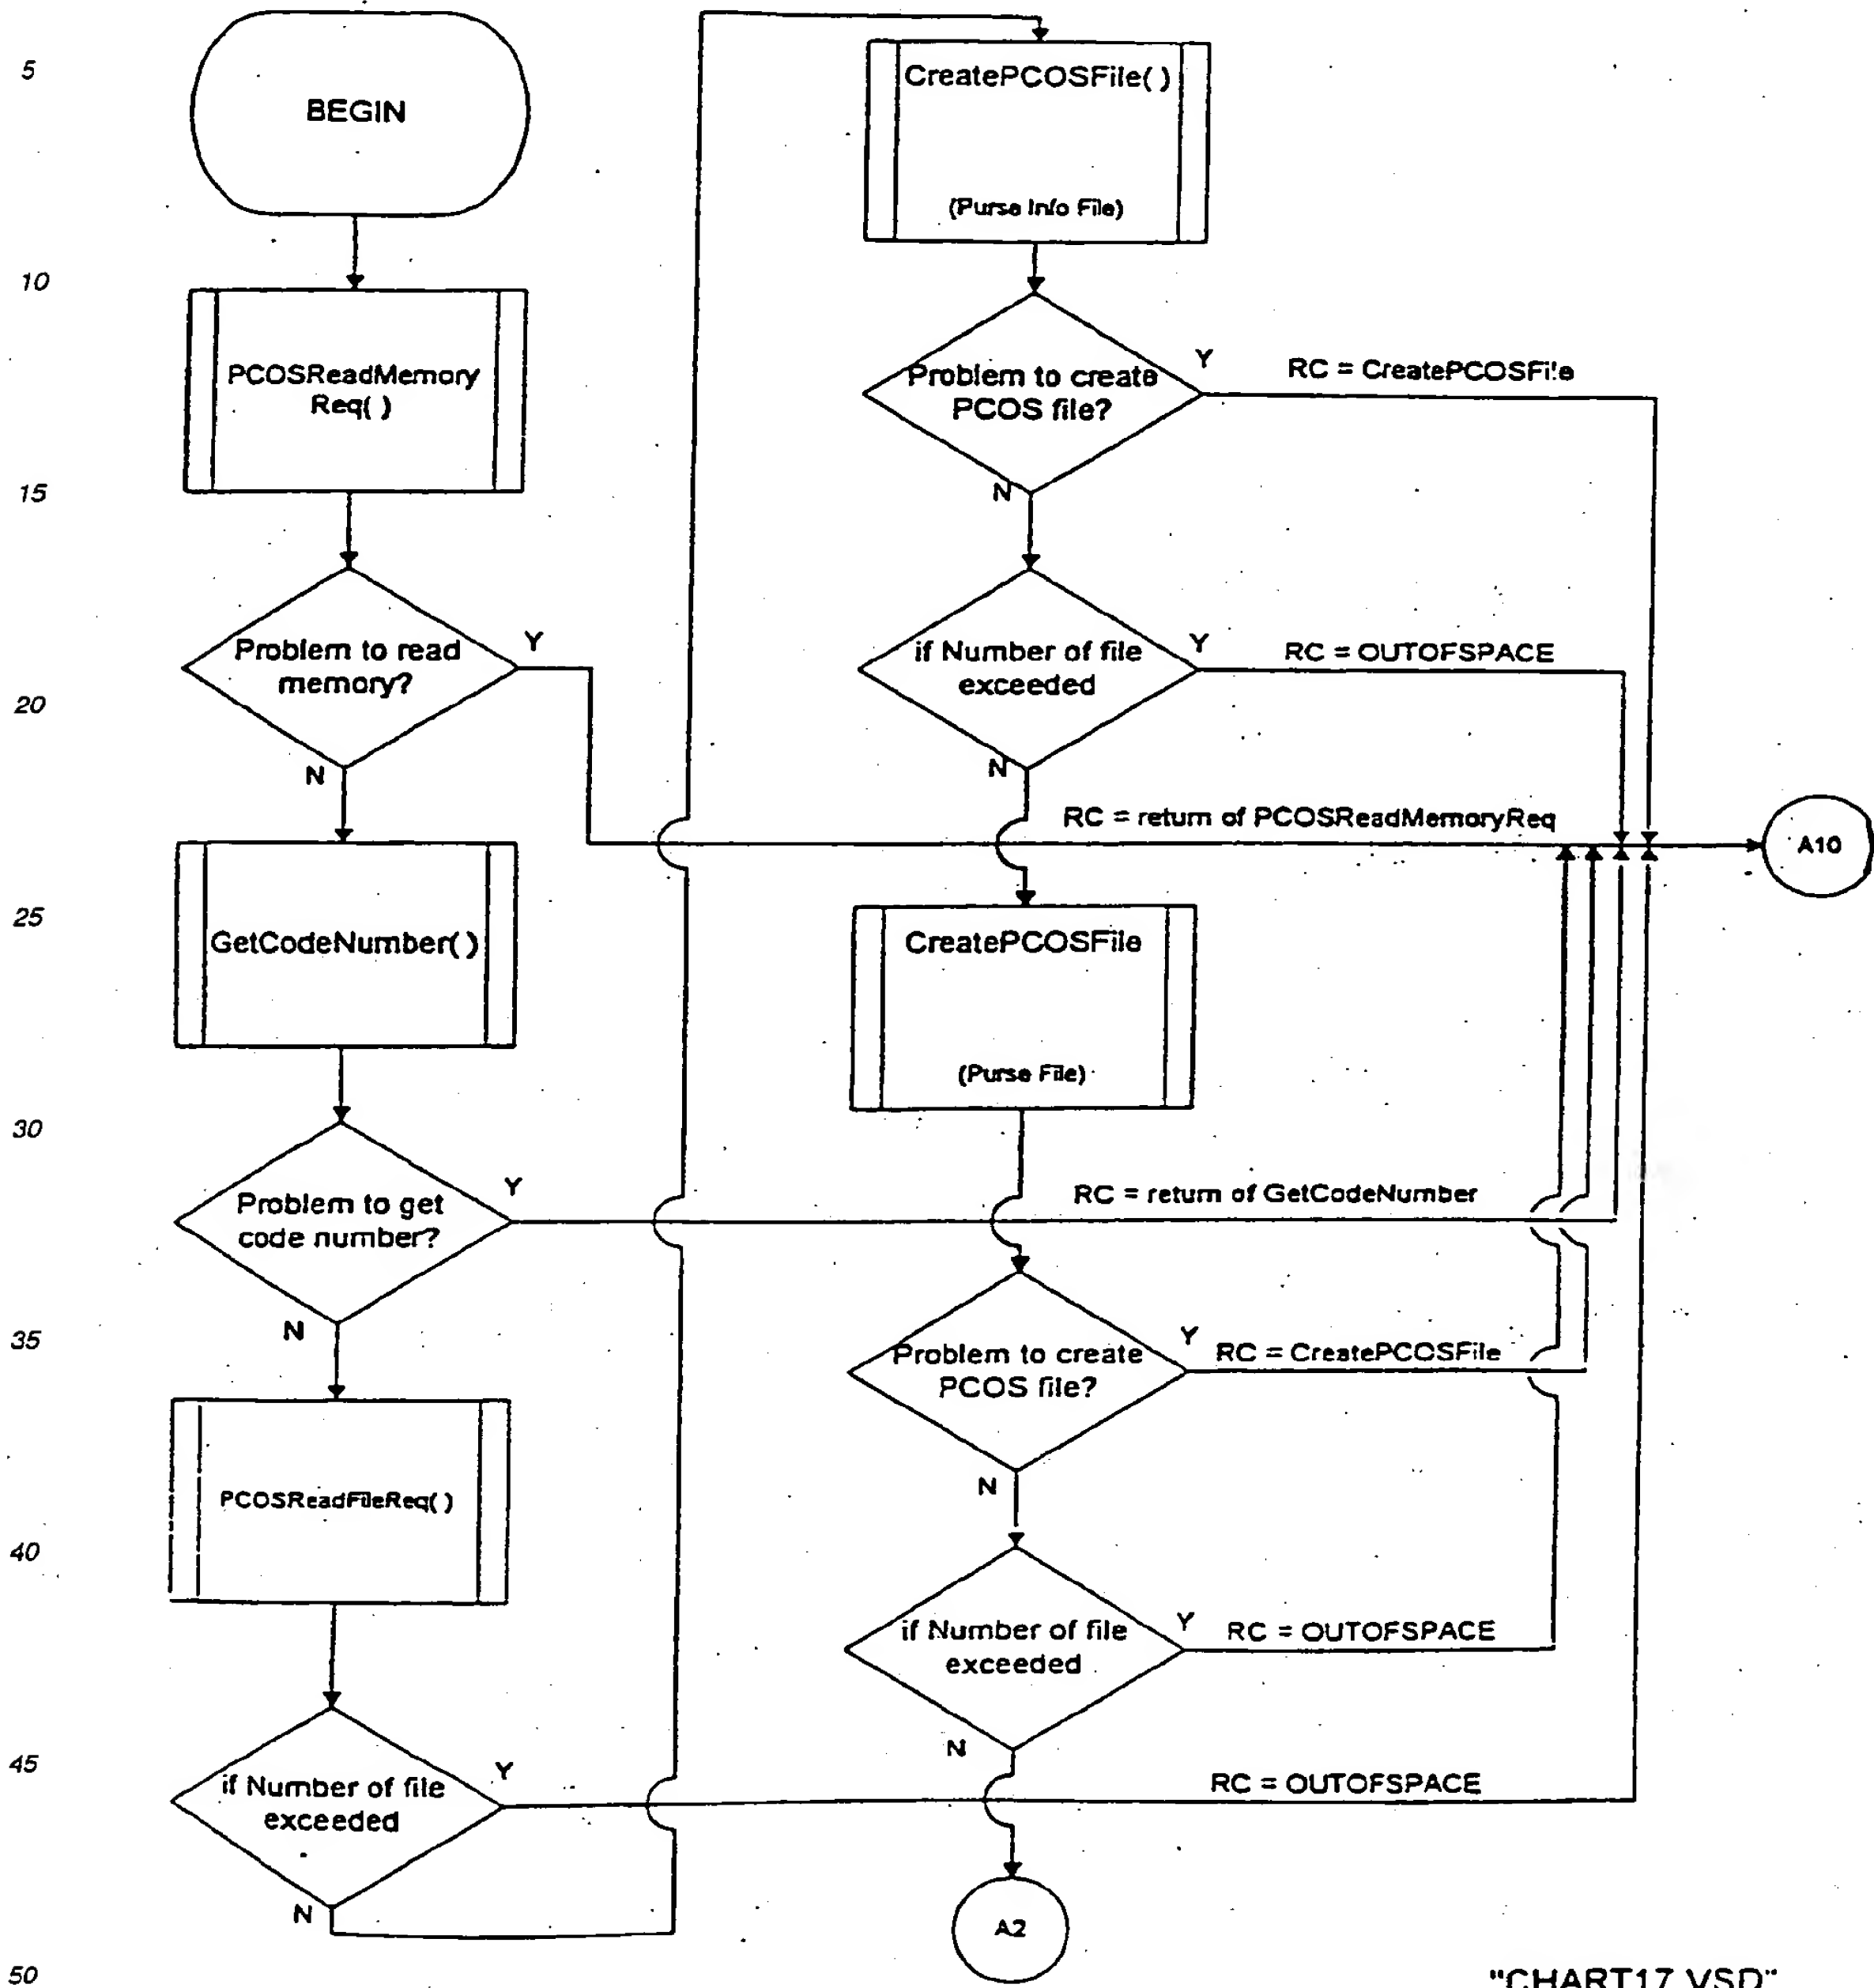 5
10
15
20
25
30
35
40
45
50
BEGIN
PCOSReadMemory
Req( )
Problem to read
memory?
Y
N
GetCodeNumber( )
Problem to get
code number?
Y
N
PCOSReadFileReq( )
if Number of file
exceeded
Y
N
CreatePCOSFile( )
(Purse Info File)
Problem to create
PCOS file?
Y
RC = CreatePCOSFile
N
if Number of file
exceeded
Y
RC = OUTOFSPACE
N
RC = return of PCOSReadMemoryReq
A10
CreatePCOSFile
(Purse File)
RC = return of GetCodeNumber
Problem to create
PCOS file?
Y
RC = CreatePCOSFile
N
if Number of file
exceeded
Y
RC = OUTOFSPACE
N
RC = OUTOFSPACE
A2
"CHART17.VSD"